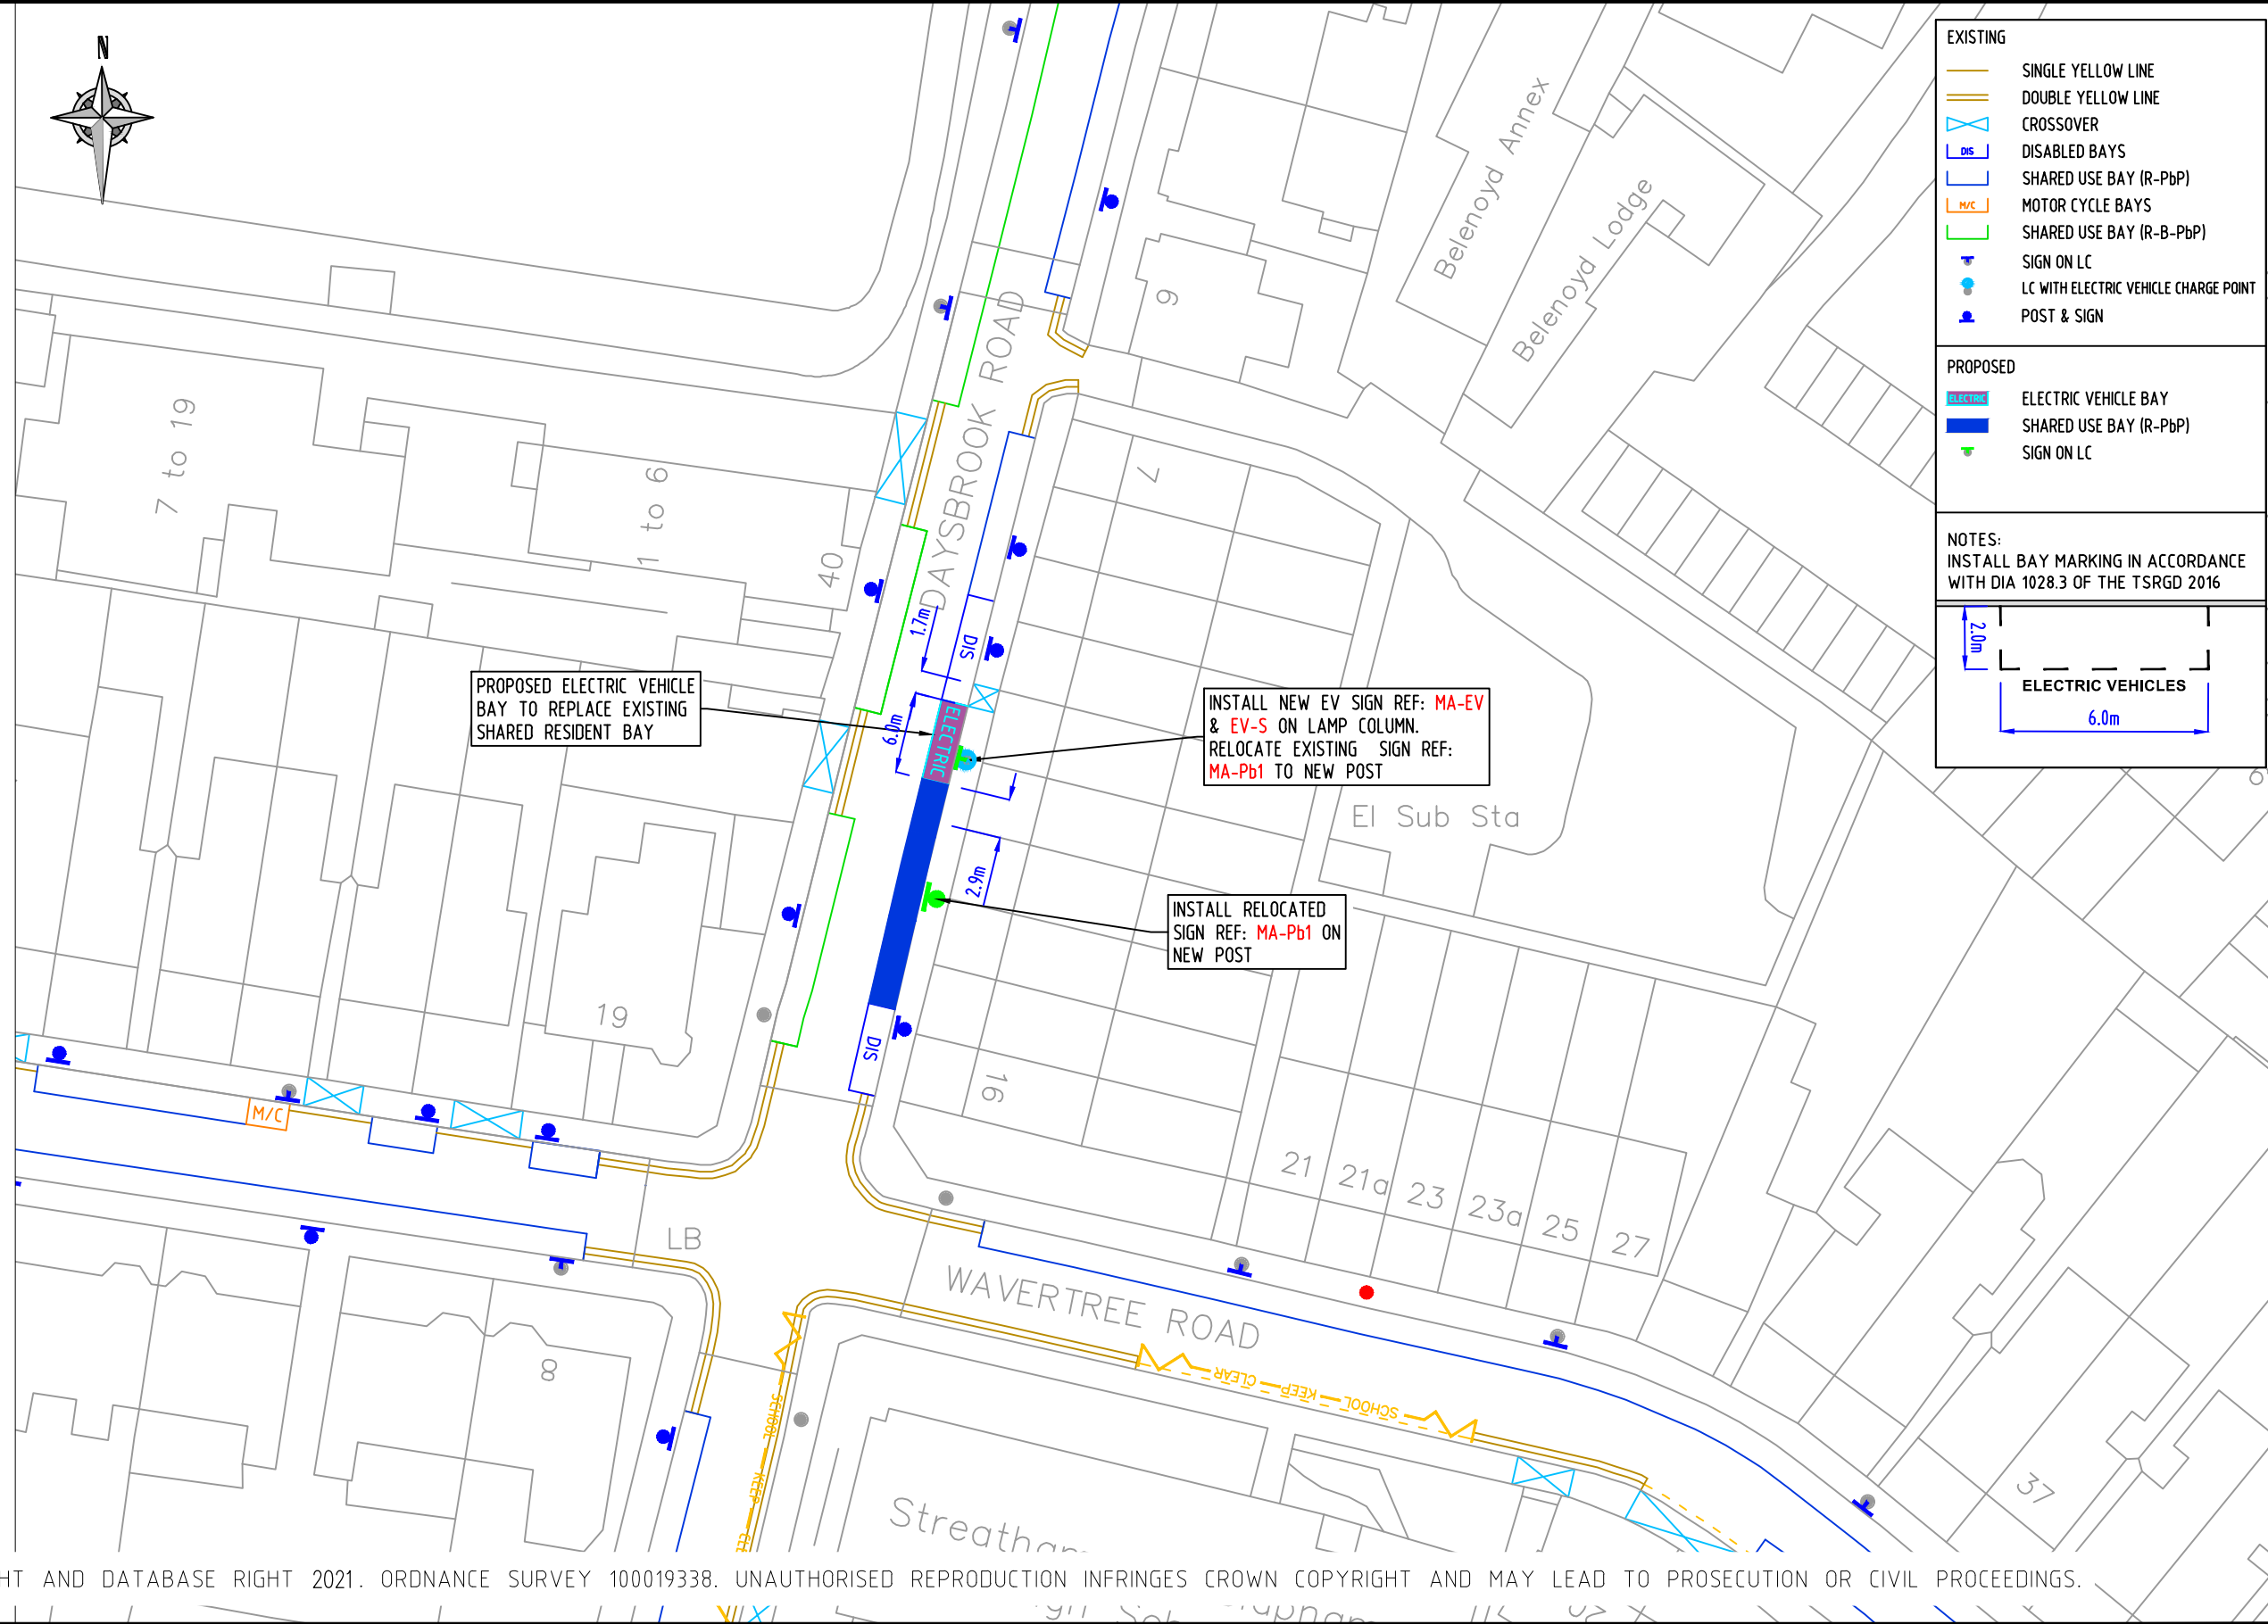 N
EXISTING
SINGLE YELLOW LINE
DOUBLE YELLOW LINE
CROSSOVER
DIS DISABLED BAYS
SHARED USE BAY (R-PbP)
M/C MOTOR CYCLE BAYS
SHARED USE BAY (R-B-PbP)
SIGN ON LC
LC WITH ELECTRIC VEHICLE CHARGE POINT
POST & SIGN
PROPOSED
ELECTRIC ELECTRIC VEHICLE BAY
SHARED USE BAY (R-PbP)
SIGN ON LC
NOTES:
INSTALL BAY MARKING IN ACCORDANCE
WITH DIA 1028.3 OF THE TSRGD 2016
2.0m
ELECTRIC VEHICLES
6.0m
Belenoyd Annex
Belenoyd Lodge
9
7
7 to 19
1 to 6
40
DAYSBROOK ROAD
1.7m
DIS
PROPOSED ELECTRIC VEHICLE
BAY TO REPLACE EXISTING
SHARED RESIDENT BAY
6.0m
ELECTRIC
INSTALL NEW EV SIGN REF: MA-EV
& EV-S ON LAMP COLUMN.
RELOCATE EXISTING SIGN REF:
MA-Pb1 TO NEW POST
El Sub Sta
2.9m
INSTALL RELOCATED
SIGN REF: MA-Pb1 ON
NEW POST
19
DIS
16
M/C
21
21a
23
23a
25
27
LB
WAVERTREE ROAD
8
SCHOOL KEEP CLEAR
SCHOOL KEEP CLE
37
Streatham
HT AND DATABASE RIGHT 2021. ORDNANCE SURVEY 100019338. UNAUTHORISED REPRODUCTION INFRINGES CROWN COPYRIGHT AND MAY LEAD TO PROSECUTION OR CIVIL PROCEEDINGS.